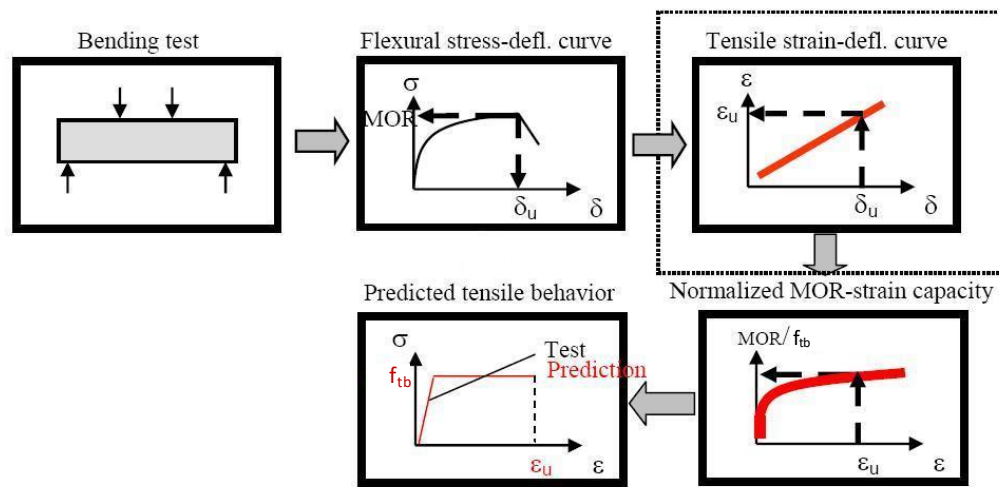 Bending test
Flexural stress-defl. curve
σ
MOR
δu
δ
Tensile strain-defl. curve
ε
εu
δu
δ
Predicted tensile behavior
σ
Test
Prediction
ftb
εu
ε
Normalized MOR-strain capacity
MOR/ftb
εu
ε